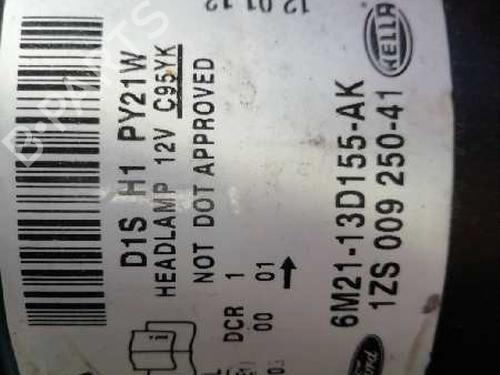 12 01 12
D1S H1 PY21W
HEADLAMP 12V C95YK
NOT DOT APPROVED
HELLA
DCR 1
00 01
6M21-13D155-AK
1ZS 009 250-41
Ford
i
B-PARTS